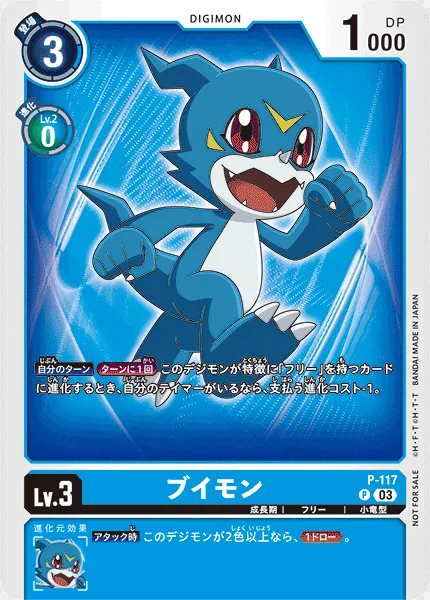 DIGIMON
登場
3
DP
1000
進化
Lv.2
0
自分のターン ターンに1回 このデジモンが特徴に「フリー」を持つカード
に進化するとき、自分のテイマーがいるなら、支払う進化コスト-1。
©H・F・T ©H・T・T BANDAI MADE IN JAPAN
NOT FOR SALE
Lv.3
ブイモン
P-117
P 03
成長期 | フリー | 小竜型
進化元効果
アタック時 このデジモンが2色以上なら、1ドロー。